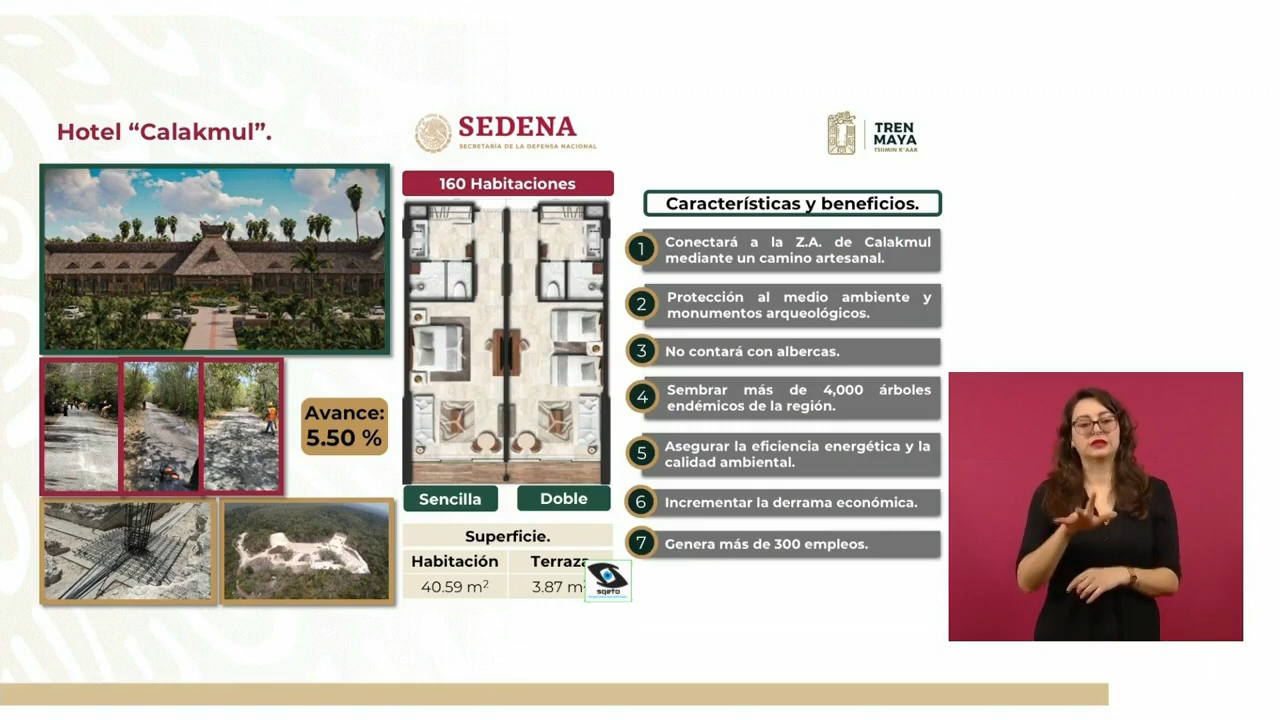 Hotel “Calakmul”.
SEDENA
SECRETARÍA DE LA DEFENSA NACIONAL
TREN
MAYA
TSIIMIN K'AAK
160 Habitaciones
Avance:
5.50 %
Sencilla
Doble
Superficie.
Habitación
Terraza
40.59 m²
3.87 m²
sqeto
Características y beneficios.
1 Conectará a la Z.A. de Calakmul
mediante un camino artesanal.
2 Protección al medio ambiente y
monumentos arqueológicos.
3 No contará con albercas.
4 Sembrar más de 4,000 árboles
endémicos de la región.
5 Asegurar la eficiencia energética y la
calidad ambiental.
6 Incrementar la derrama económica.
7 Genera más de 300 empleos.